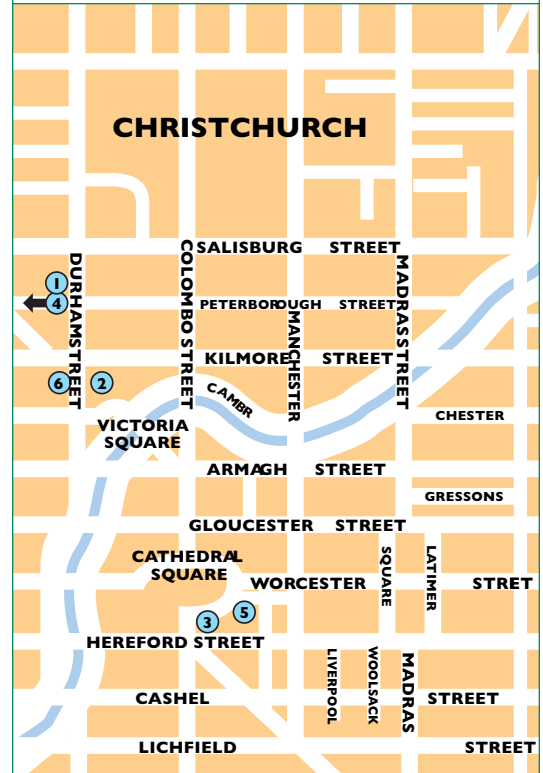 CHRISTCHURCH
SALISBURG STREET
DURHAMSTREET
COLOMBO STREET
MADRASSTREET
1
4
PETERBOROUGH STREET
MANCHESTER
KILMORE STREET
6
2
CAMBR
CHESTER
VICTORIA
SQUARE
ARMAGH STREET
GRESSONS
GLOUCESTER STREET
CATHEDRAL
SQUARE
SQUARE
LATIMER
WORCESTER STRET
3
5
HEREFORD STREET
LIVERPOOL
WOOLSACK
MADRAS
CASHEL STREET
LICHFIELD STREET